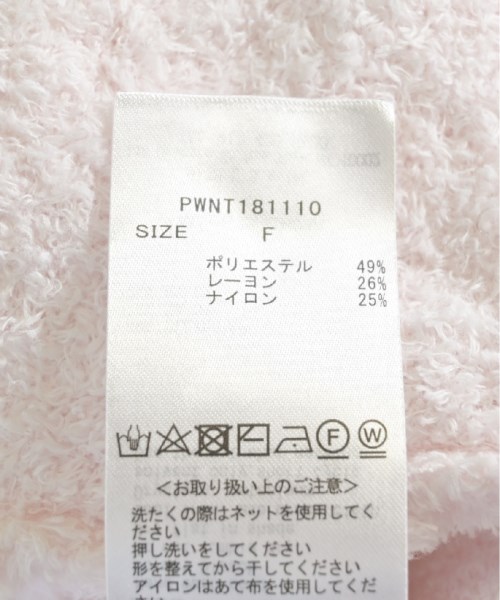 PWNT181110
SIZE F
ポリエステル 49%
レーヨン 26%
ナイロン 25%
F W
＜お取り扱い上のご注意＞
洗たくの際はネットを使用してく
ださい
押し洗いをしてください
形を整えてから干してください
アイロンはあて布を使用してくだ